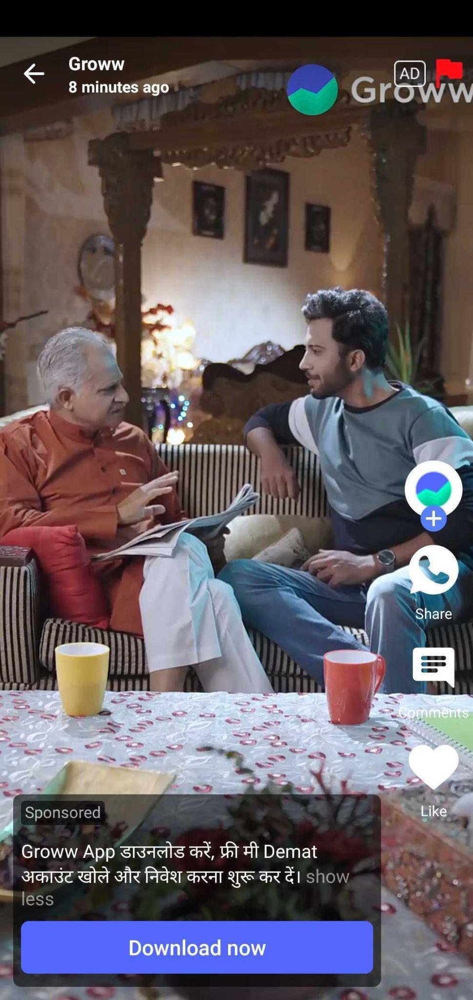 Groww
8 minutes ago
AD
Groww
Share
Comments
Like
Sponsored
Groww App डाउनलोड करें, फ्री मी Demat
अकाउंट खोले और निवेश करना शुरू कर दें। show
less
Download now